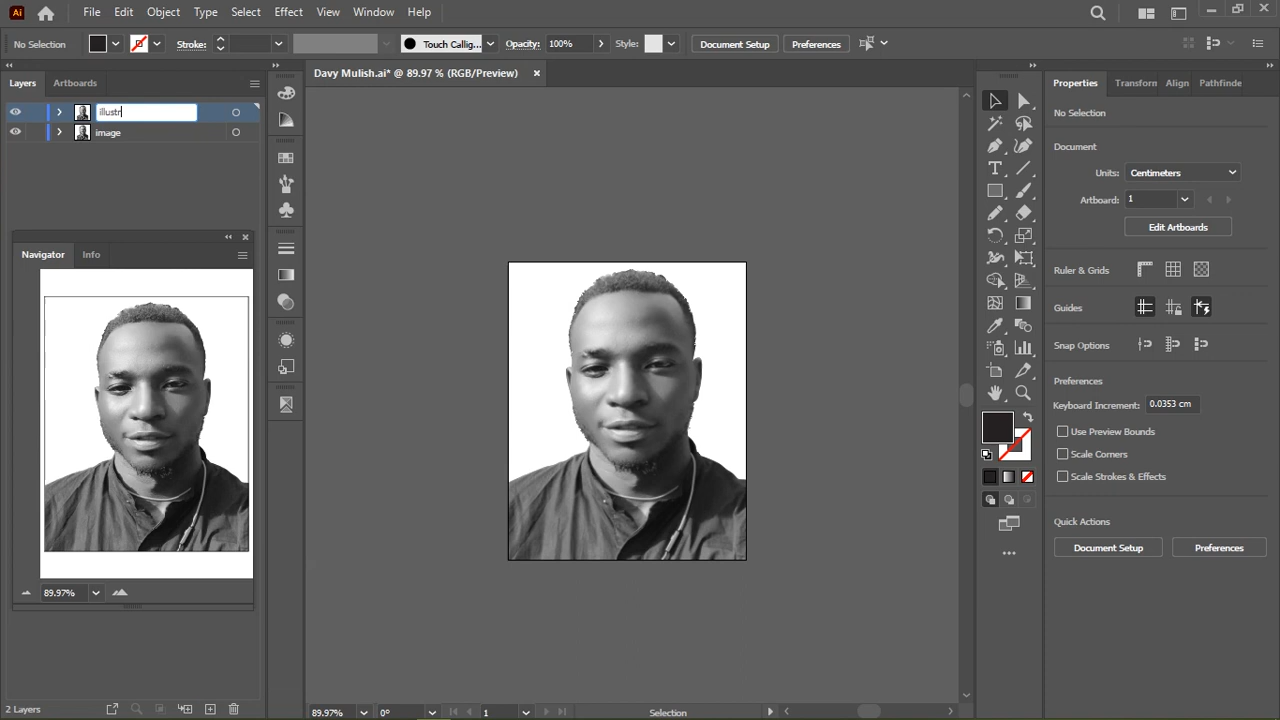 Ai File Edit Object Type Select Effect View Window Help
No Selection Stroke: Touch Callig... Opacity: 100% Style: Document Setup Preferences
Layers Artboards
Davy Mulish.ai* @ 89.97 % (RGB/Preview)
illustr
image
Navigator Info
89.97%
2 Layers
89.97% 0° 1 Selection
Properties Transform Align Pathfinde
No Selection
Document
Units: Centimeters
Artboard: 1
Edit Artboards
Ruler & Grids
Guides
Snap Options
Preferences
Keyboard Increment: 0.0353 cm
Use Preview Bounds
Scale Corners
Scale Strokes & Effects
Quick Actions
Document Setup Preferences